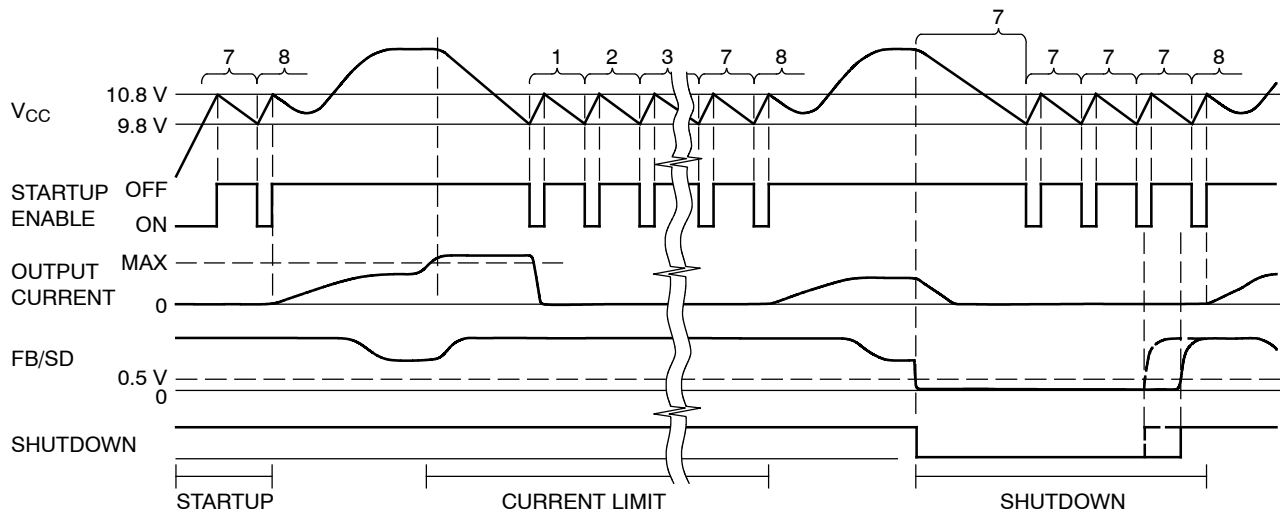 7
7 8 1 2 3 7 8 7 7 7 8
VCC
10.8 V
9.8 V
STARTUP
ENABLE
OFF
ON
OUTPUT
CURRENT
MAX
0
FB/SD
0.5 V
0
SHUTDOWN
STARTUP CURRENT LIMIT SHUTDOWN